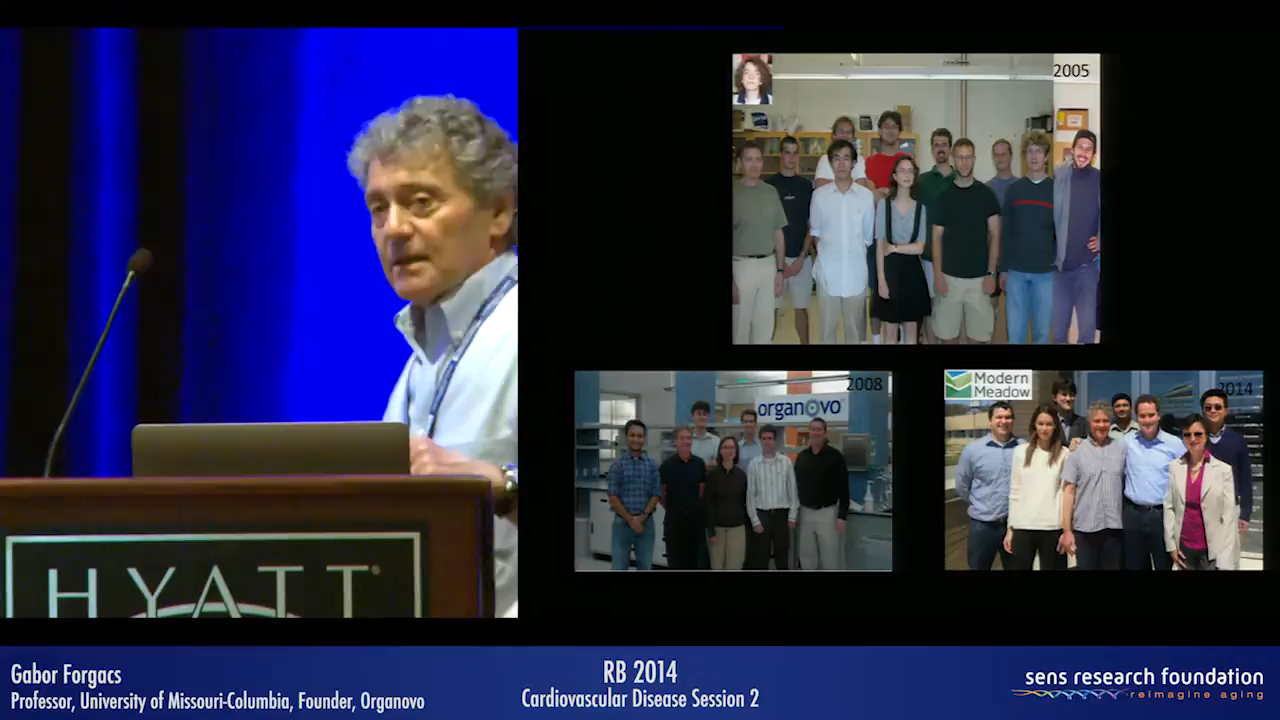 2005
2008
organovo
Modern
Meadow
2014
HYATT®
Gabor Forgacs
Professor, University of Missouri-Columbia, Founder, Organovo
RB 2014
Cardiovascular Disease Session 2
sens research foundation
reimagine aging